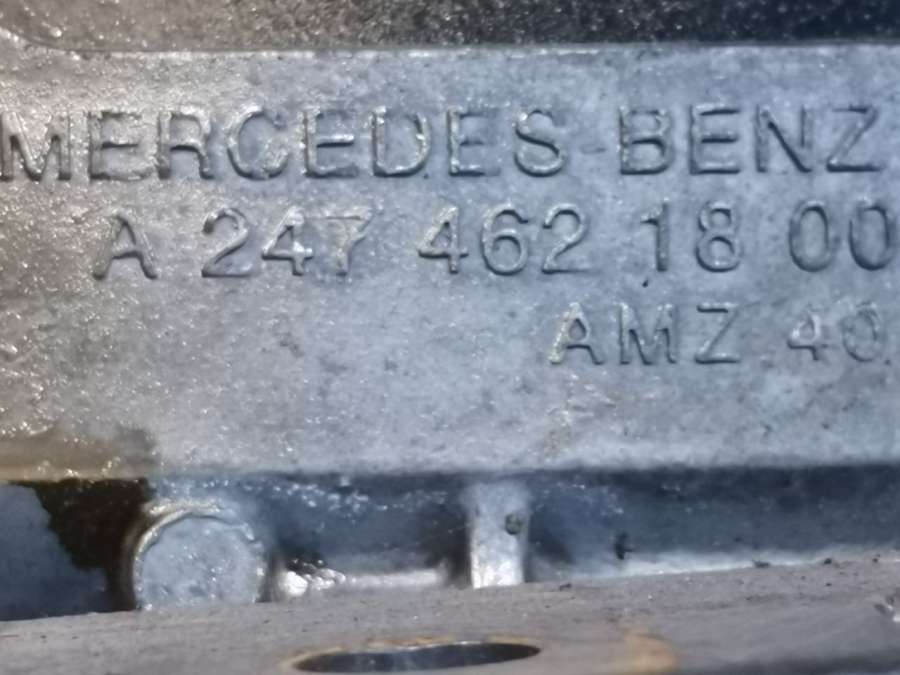 MERCEDES BENZ
A 247 462 18 00
AMZ 40